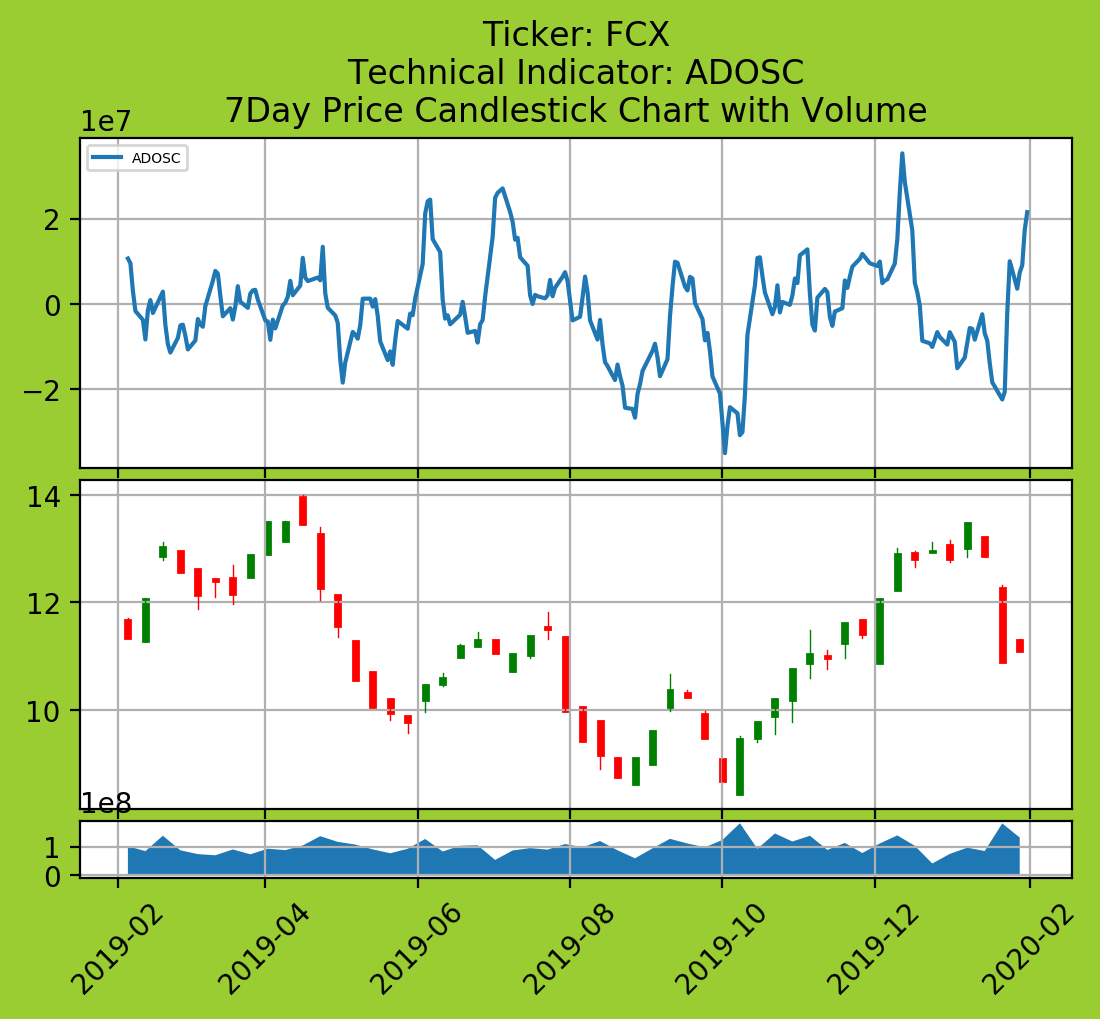 Ticker: FCX
Technical Indicator: ADOSC
7Day Price Candlestick Chart with Volume
1e7
ADOSC
2
0
−2
14
12
10
1e8
1
0
2019-02
2019-04
2019-06
2019-08
2019-10
2019-12
2020-02